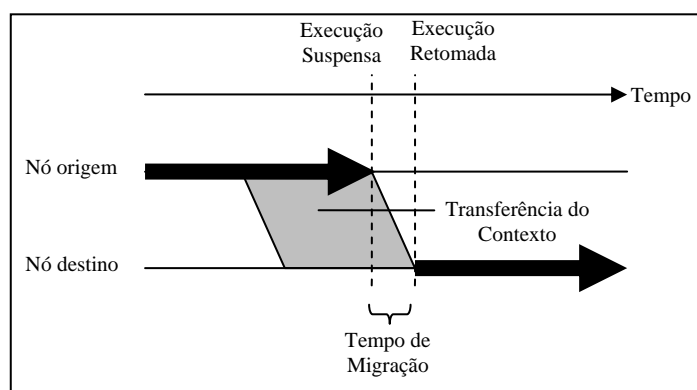 Execução
Suspensa
Execução
Retomada
Tempo
Nó origem
Transferência do
Contexto
Nó destino
Tempo de
Migração